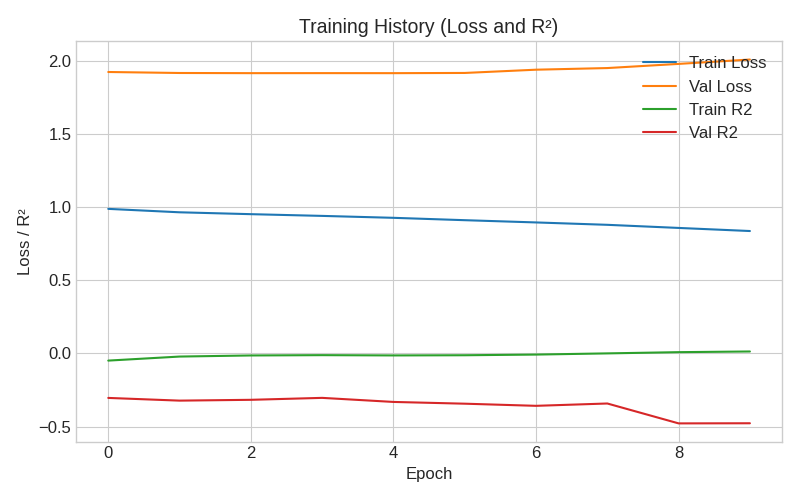 Training History (Loss and R²)
Loss / R²
2.0
1.5
1.0
0.5
0.0
−0.5
Train Loss
Val Loss
Train R2
Val R2
0 2 4 6 8
Epoch